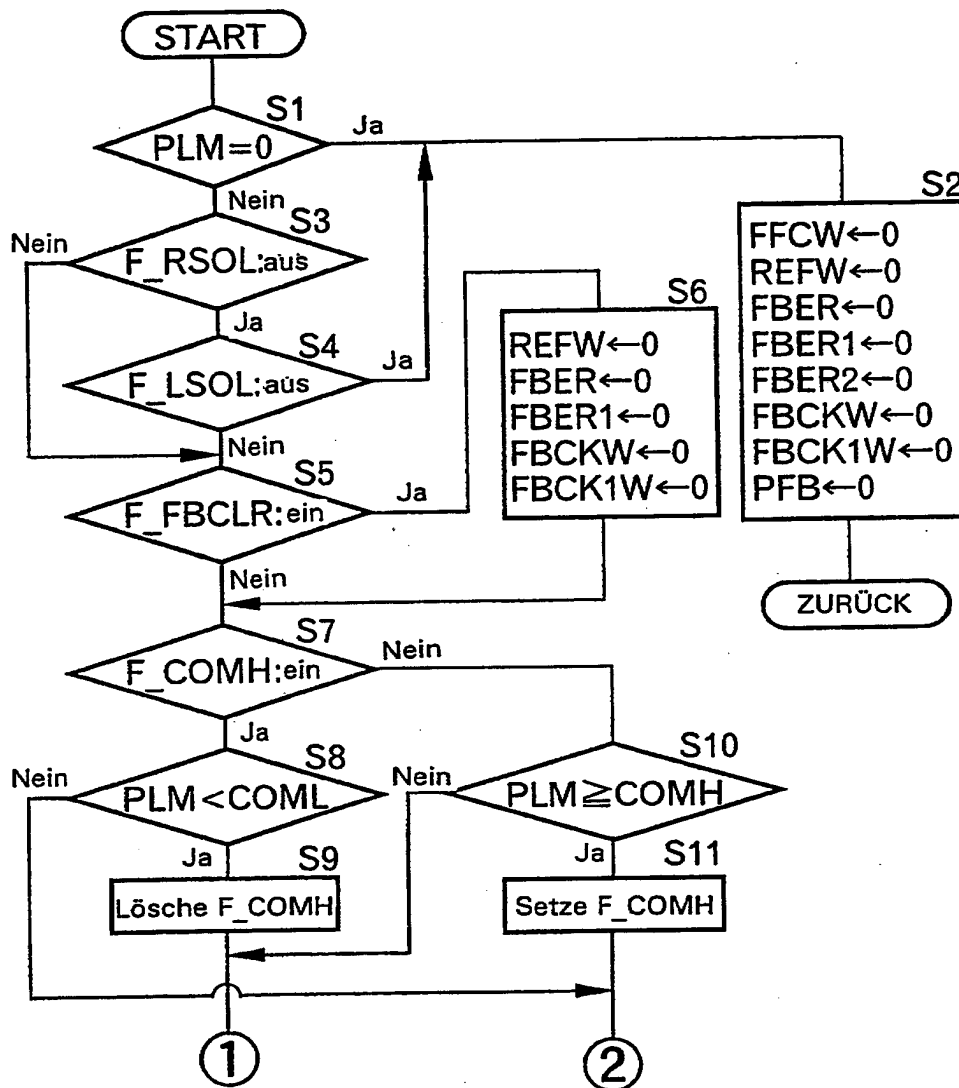 START
S1
PLM=0
Ja
Nein
S2
FFCW←0
REFW←0
FBER←0
FBER1←0
FBER2←0
FBCKW←0
FBCK1W←0
PFB←0
ZURÜCK
S3
Nein
F_RSOL:aus
Ja
S4
F_LSOL:aus
Ja
Nein
S5
F_FBCLR:ein
Ja
Nein
S6
REFW←0
FBER←0
FBER1←0
FBCKW←0
FBCK1W←0
S7
F_COMH:ein
Nein
Ja
S8
Nein
PLM<COML
Ja
S9
Lösche F_COMH
S10
Nein
PLM≧COMH
Ja
S11
Setze F_COMH
1
2